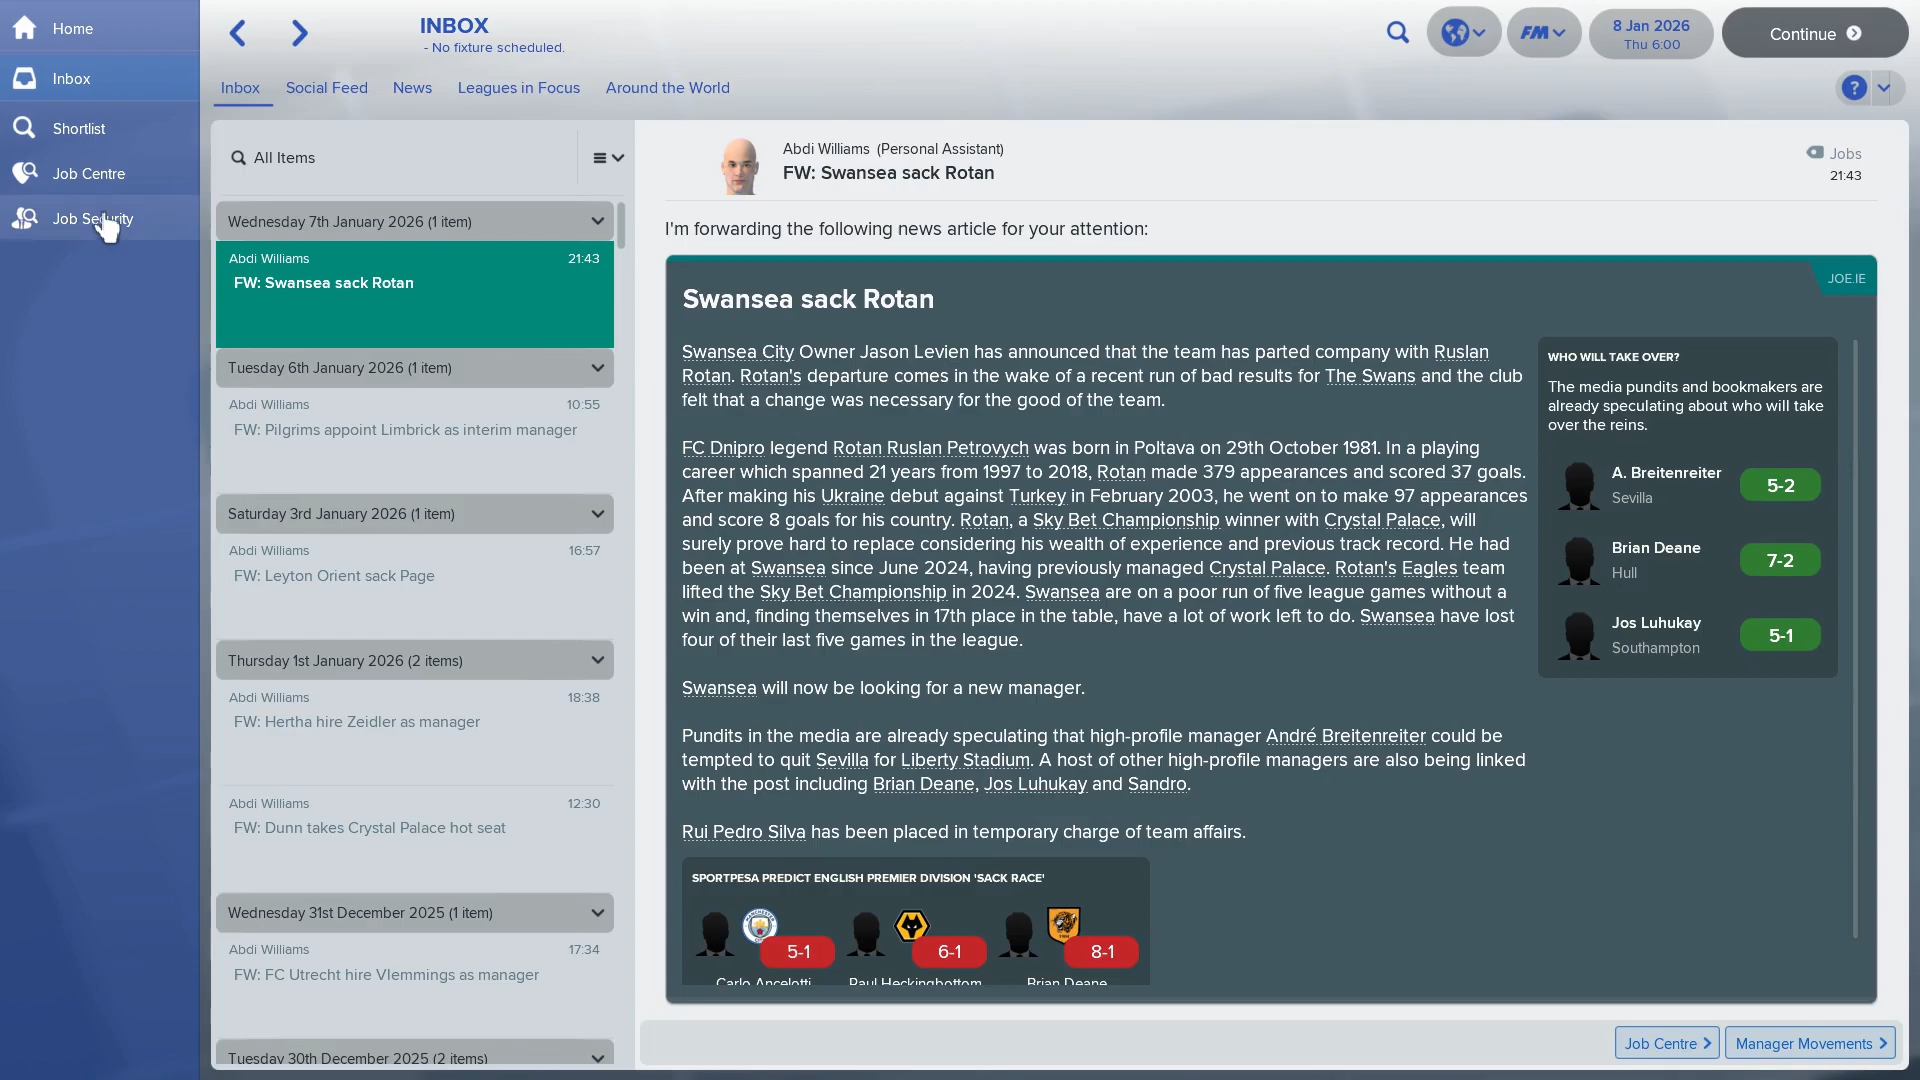 Home
Inbox
Shortlist
Job Centre
Job Security
INBOX
- No fixture scheduled.
FM
8 Jan 2026
Thu 6:00
Continue
Inbox
Social Feed
News
Leagues in Focus
Around the World
?
All Items
Wednesday 7th January 2026 (1 item)
Abdi Williams 21:43
FW: Swansea sack Rotan
Tuesday 6th January 2026 (1 item)
Abdi Williams 10:55
FW: Pilgrims appoint Limbrick as interim manager
Saturday 3rd January 2026 (1 item)
Abdi Williams 16:57
FW: Leyton Orient sack Page
Thursday 1st January 2026 (2 items)
Abdi Williams 18:38
FW: Hertha hire Zeidler as manager
Abdi Williams 12:30
FW: Dunn takes Crystal Palace hot seat
Wednesday 31st December 2025 (1 item)
Abdi Williams 17:34
FW: FC Utrecht hire Vlemmings as manager
Tuesday 30th December 2025 (2 items)
Abdi Williams (Personal Assistant)
FW: Swansea sack Rotan
Jobs
21:43
I'm forwarding the following news article for your attention:
JOE.IE
Swansea sack Rotan
Swansea City Owner Jason Levien has announced that the team has parted company with Ruslan
Rotan. Rotan's departure comes in the wake of a recent run of bad results for The Swans and the club
felt that a change was necessary for the good of the team.
FC Dnipro legend Rotan Ruslan Petrovych was born in Poltava on 29th October 1981. In a playing
career which spanned 21 years from 1997 to 2018, Rotan made 379 appearances and scored 37 goals.
After making his Ukraine debut against Turkey in February 2003, he went on to make 97 appearances
and score 8 goals for his country. Rotan, a Sky Bet Championship winner with Crystal Palace, will
surely prove hard to replace considering his wealth of experience and previous track record. He had
been at Swansea since June 2024, having previously managed Crystal Palace. Rotan's Eagles team
lifted the Sky Bet Championship in 2024. Swansea are on a poor run of five league games without a
win and, finding themselves in 17th place in the table, have a lot of work left to do. Swansea have lost
four of their last five games in the league.
Swansea will now be looking for a new manager.
Pundits in the media are already speculating that high-profile manager André Breitenreiter could be
tempted to quit Sevilla for Liberty Stadium. A host of other high-profile managers are also being linked
with the post including Brian Deane, Jos Luhukay and Sandro.
Rui Pedro Silva has been placed in temporary charge of team affairs.
WHO WILL TAKE OVER?
The media pundits and bookmakers are
already speculating about who will take
over the reins.
A. Breitenreiter
Sevilla
5-2
Brian Deane
Hull
7-2
Jos Luhukay
Southampton
5-1
SPORTPESA PREDICT ENGLISH PREMIER DIVISION 'SACK RACE'
5-1 6-1 8-1
Carlo Ancelotti Paul Heckingbottom Brian Deane
Job Centre
Manager Movements